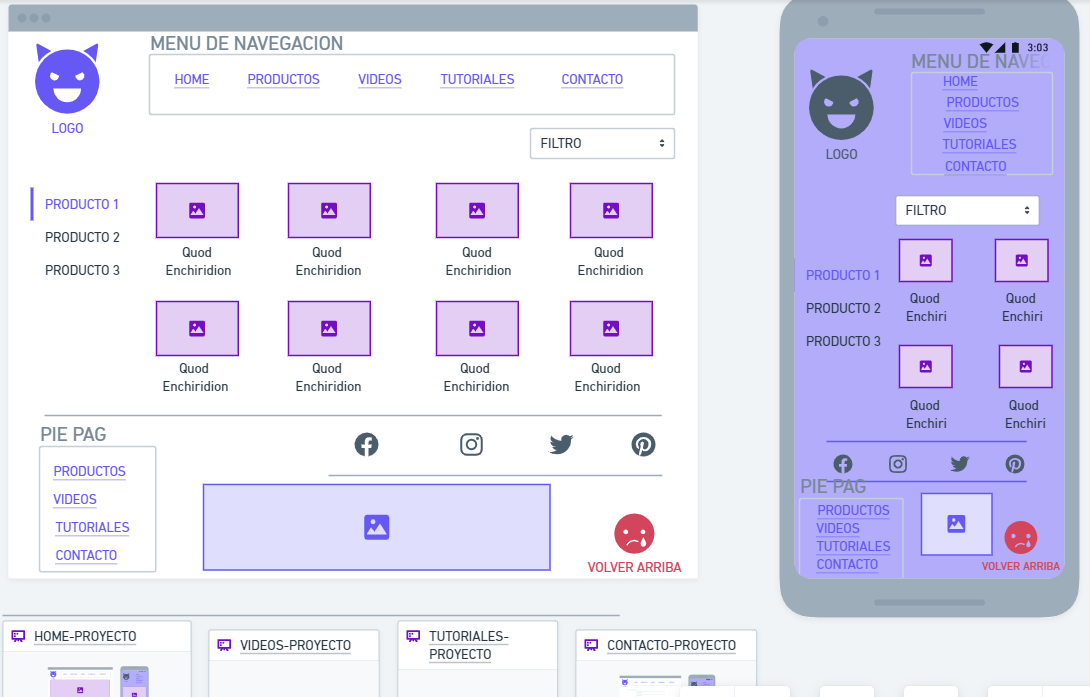 MENU DE NAVEGACION
HOME PRODUCTOS VIDEOS TUTORIALES CONTACTO
LOGO
FILTRO
PRODUCTO 1
PRODUCTO 2
PRODUCTO 3
Quod Enchiridion
Quod Enchiridion
Quod Enchiridion
Quod Enchiridion
Quod Enchiridion
Quod Enchiridion
Quod Enchiridion
Quod Enchiridion
PIE PAG
PRODUCTOS
VIDEOS
TUTORIALES
CONTACTO
VOLVER ARRIBA
3:03
MENU DE NAVEG
HOME
PRODUCTOS
VIDEOS
TUTORIALES
CONTACTO
LOGO
FILTRO
PRODUCTO 1
PRODUCTO 2
PRODUCTO 3
Quod Enchiri
Quod Enchiri
Quod Enchiri
Quod Enchiri
PIE PAG
PRODUCTOS
VIDEOS
TUTORIALES
CONTACTO
VOLVER ARRIBA
HOME-PROYECTO
VIDEOS-PROYECTO
TUTORIALES-
PROYECTO
CONTACTO-PROYECTO